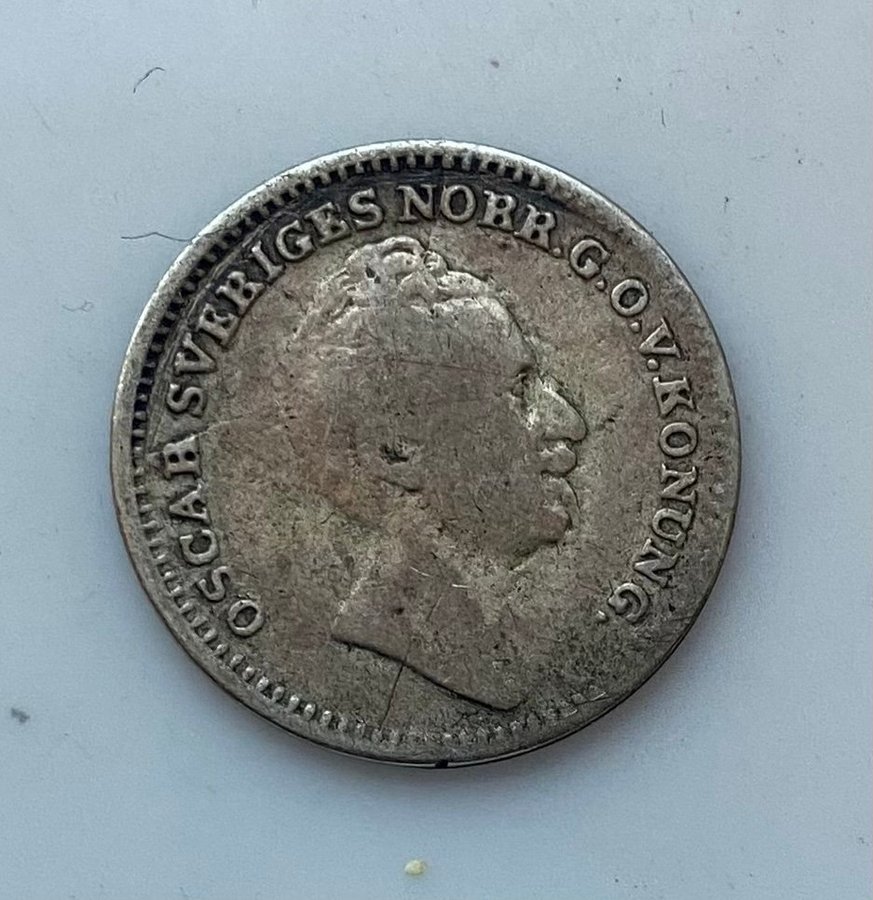 OSCAR SVERIGES NORR. G. O. V. KONUNG.